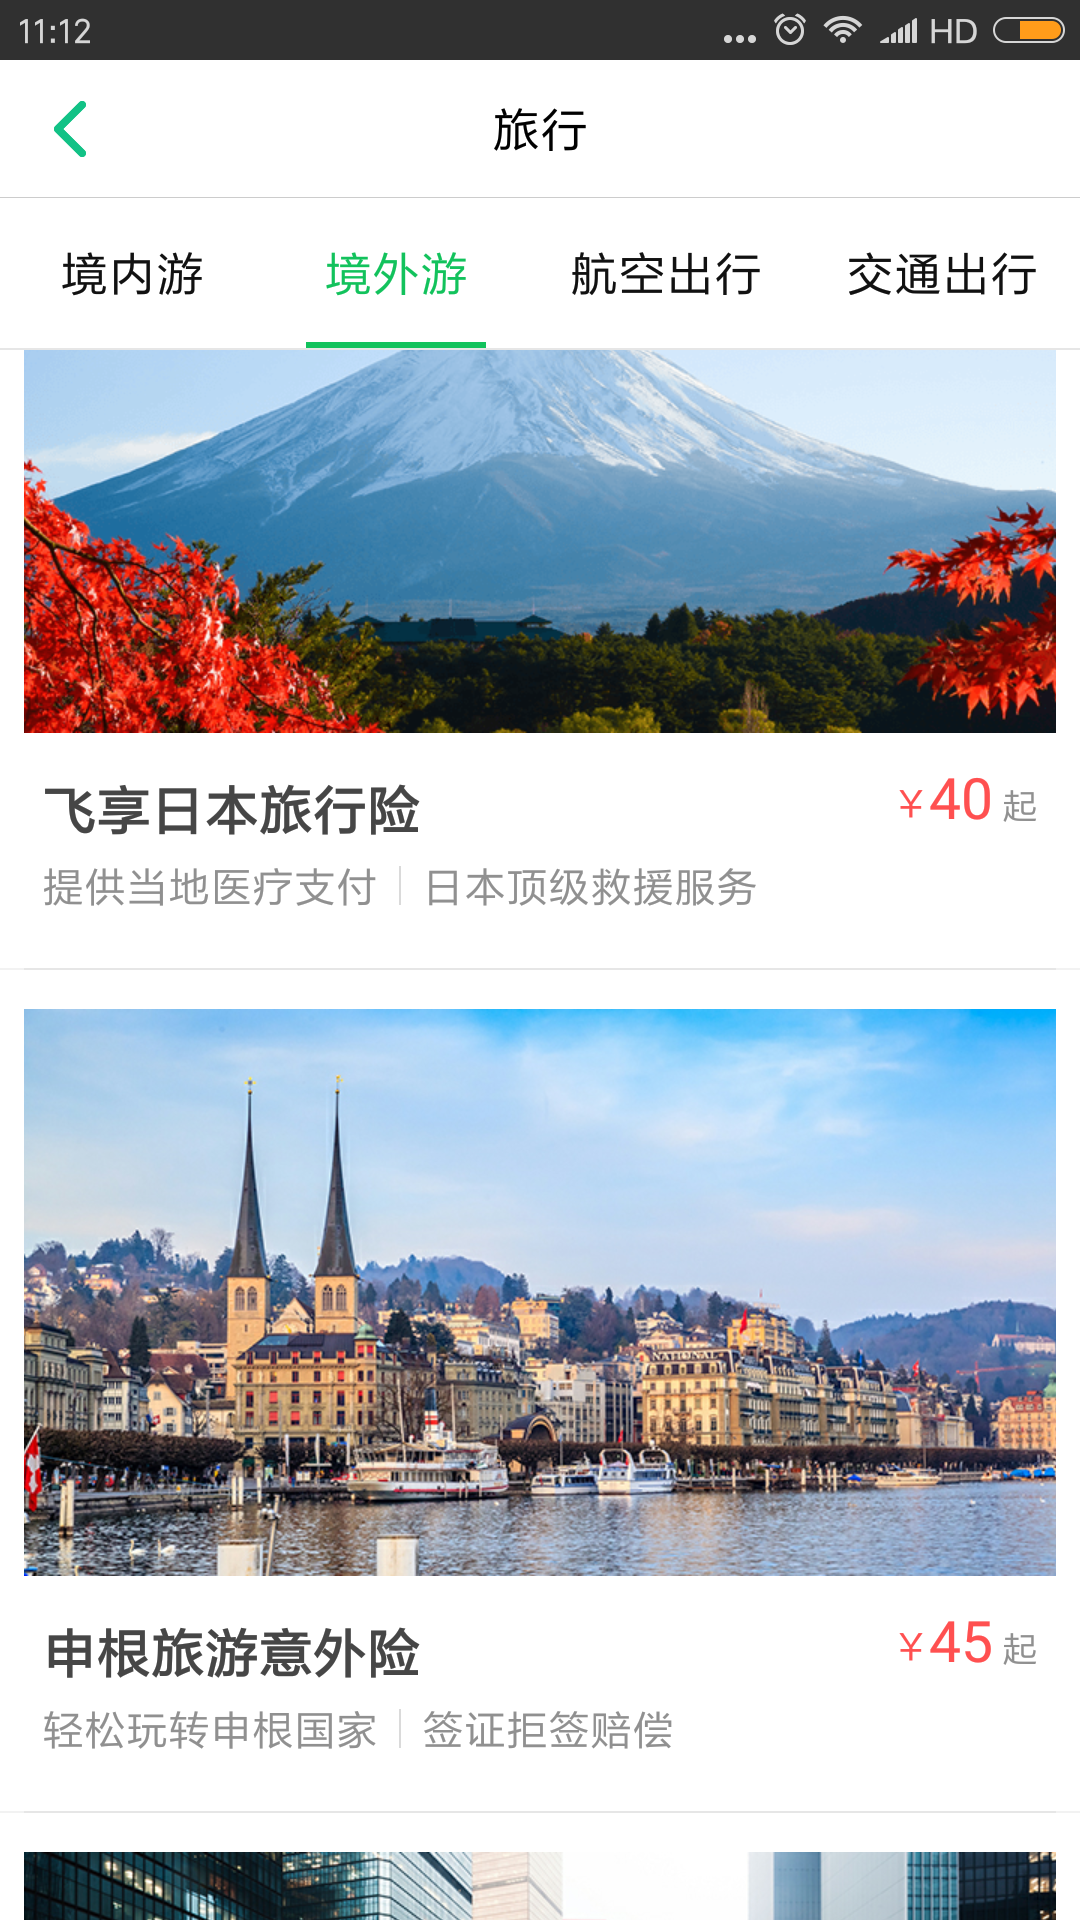 11:12
HD
旅行
境内游
境外游
航空出行
交通出行
飞享日本旅行险
¥40 起
提供当地医疗支付
日本顶级救援服务
NATIONAL
申根旅游意外险
¥45 起
轻松玩转申根国家
签证拒签赔偿